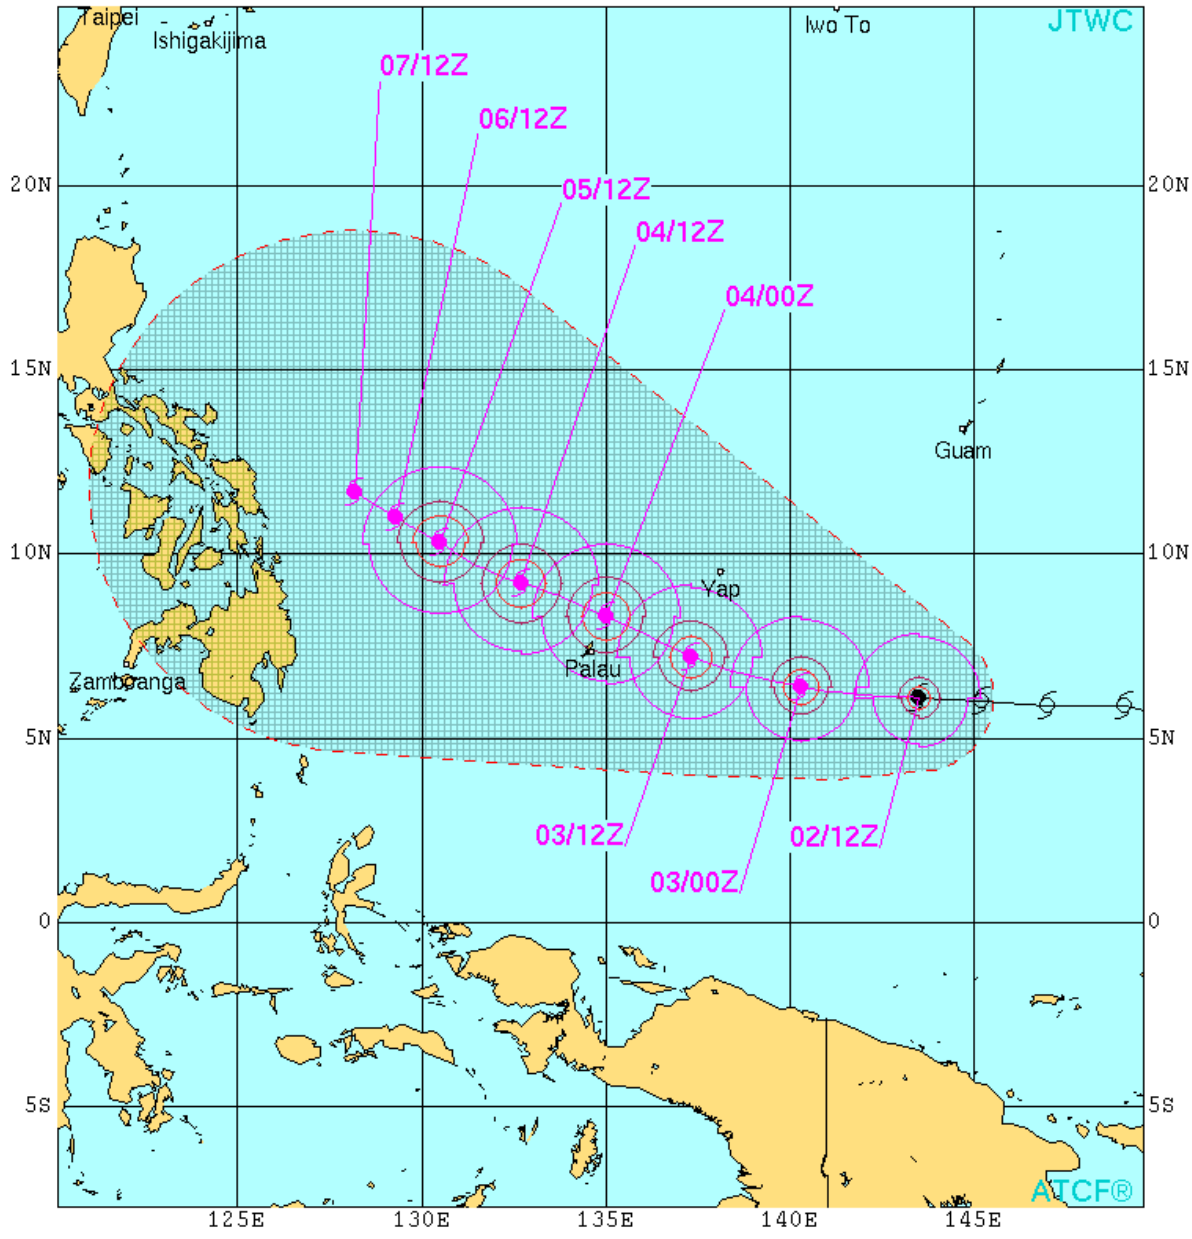 Taipei
Iwo To
JTWC
Ishigakijima
07/12Z
06/12Z
20N
05/12Z
20N
04/12Z
04/00Z
15N
15N
Guam
10N
10N
Yap
Palau
Zamboanga
5N
5N
03/12Z
02/12Z
03/00Z
0
0
5S
5S
ATCF®
125E
130E
135E
140E
145E